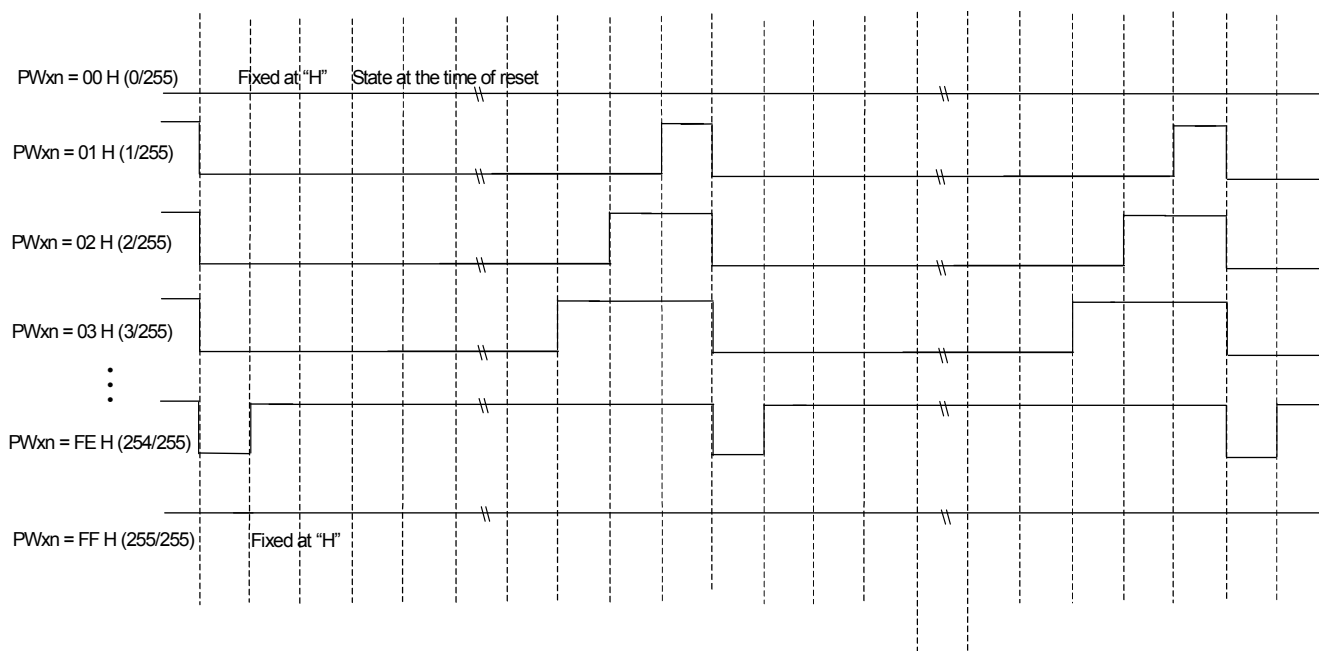 PWxn = 00 H (0/255) Fixed at “H” State at the time of reset
PWxn = 01 H (1/255)
PWxn = 02 H (2/255)
PWxn = 03 H (3/255)
PWxn = FE H (254/255)
PWxn = FF H (255/255) Fixed at “H”